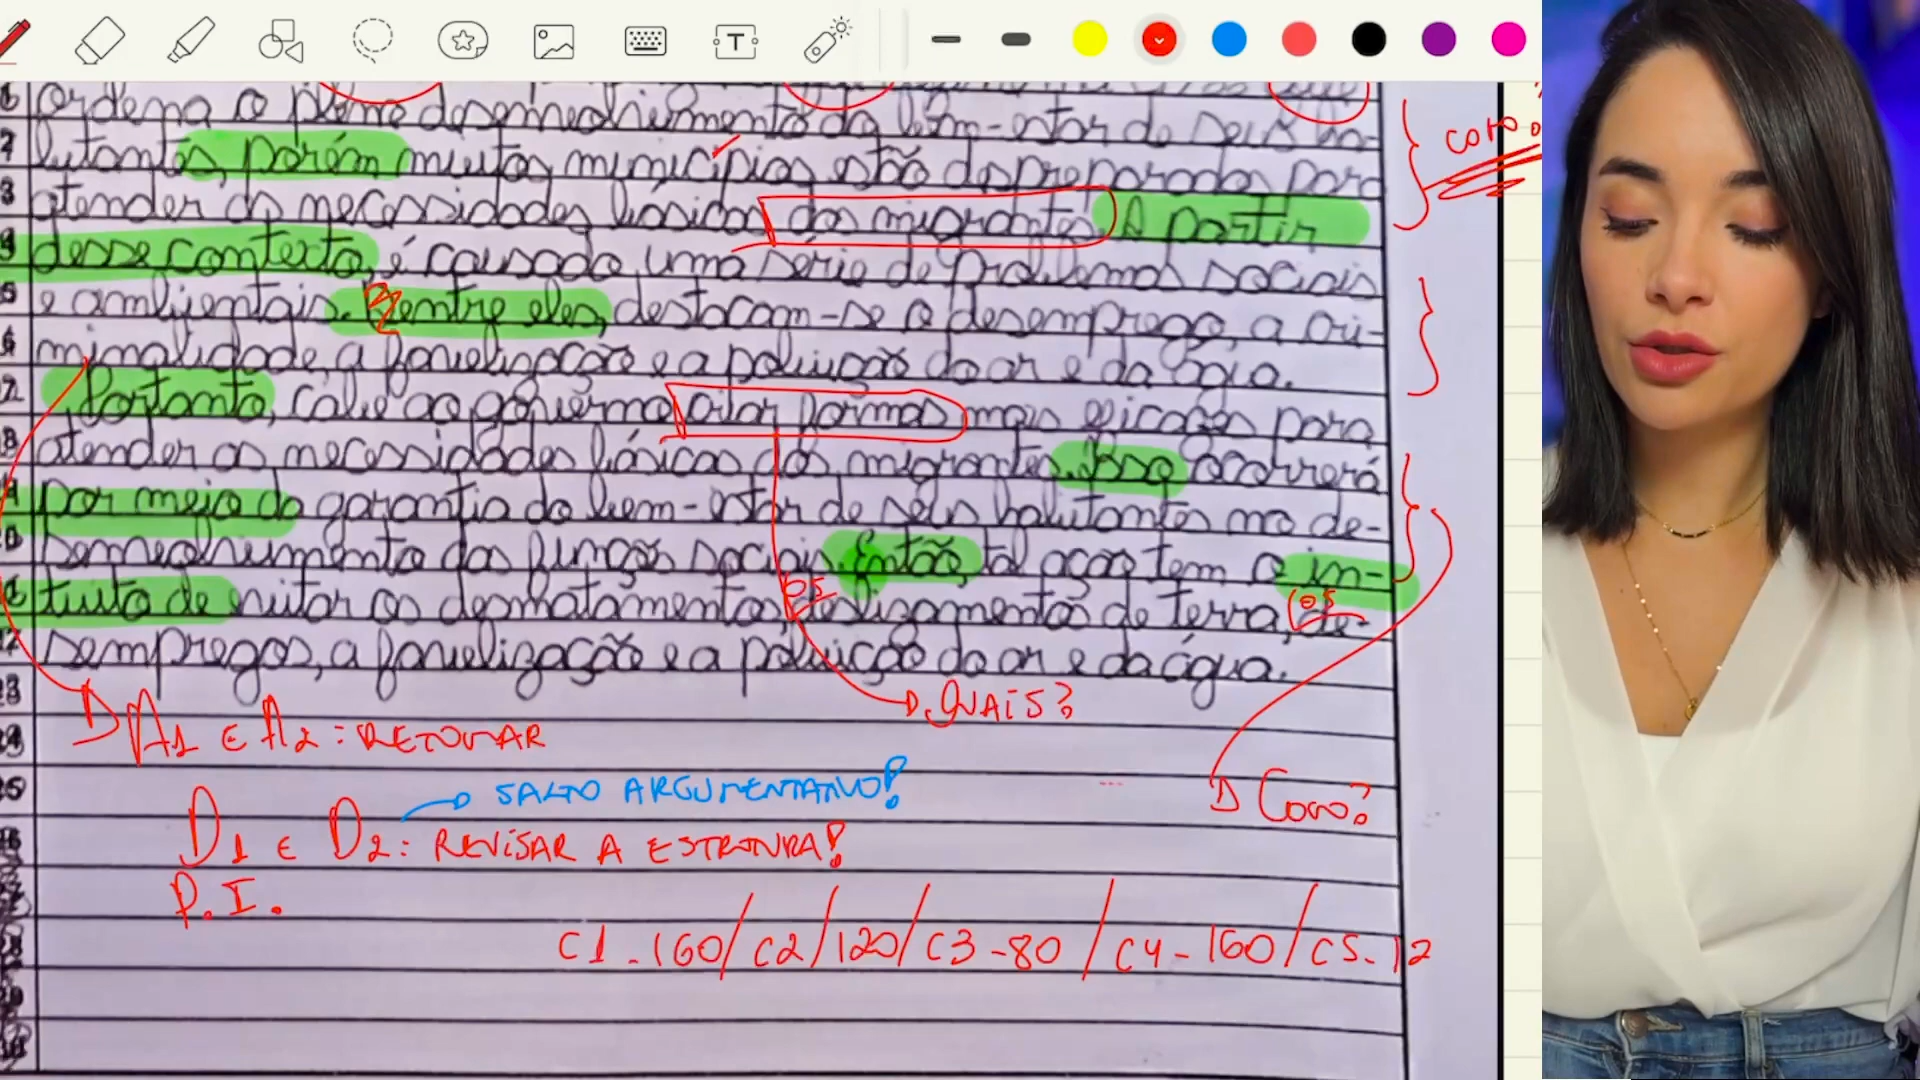 ordena o pleno desenvolvimento do bem-estar de seus ha-
bitantes, porém muitos municípios estão despreparados para
atender as necessidades básicas dos migrantes. A partir
desse contexto, é causado uma série de problemas sociais
e ambientais. Dentre eles, destacam-se o desemprego, a cri-
minalidade, a favelização e a poluição do ar e da água.
Portanto, cabe ao governo criar formas mais eficazes para
atender as necessidades básicas dos migrantes. Isso ocorrerá
por meio da garantia do bem-estar de seus habitantes no de-
senvolvimento das funções sociais. Então, tal ação tem o in-
tuito de evitar os desmatamentos, deslizamentos de terra, de-
sempregos, a favelização e a poluição do ar e da água.
os
os
QUAIS?
A1 E A2: RETOMAR
SALTO ARGUMENTATIVO!
COMO?
D1 E D2: REVISAR A ESTRUTURA!
P.I.
C1-160/C2/120/C3-80/C4-160/C5-12